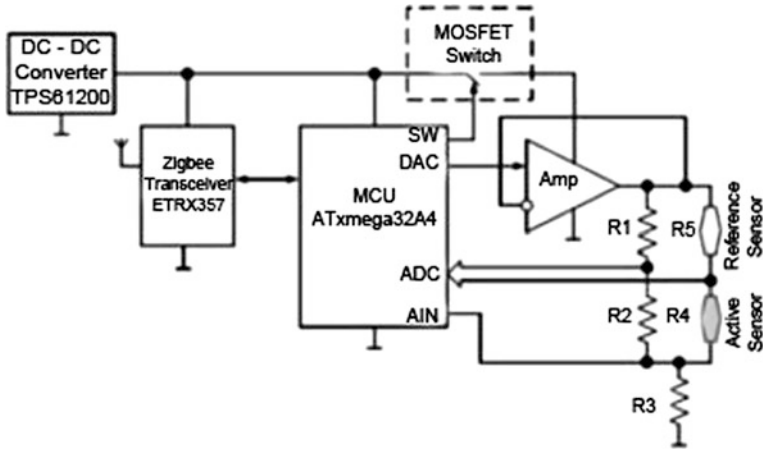 DC - DC
Converter
TPS61200
MOSFET
Switch
Zigbee
Transceiver
ETRX357
MCU
ATxmega32A4
SW
DAC
ADC
AIN
Amp
R1
R5
Reference
Sensor
R2
R4
Active
Sensor
R3